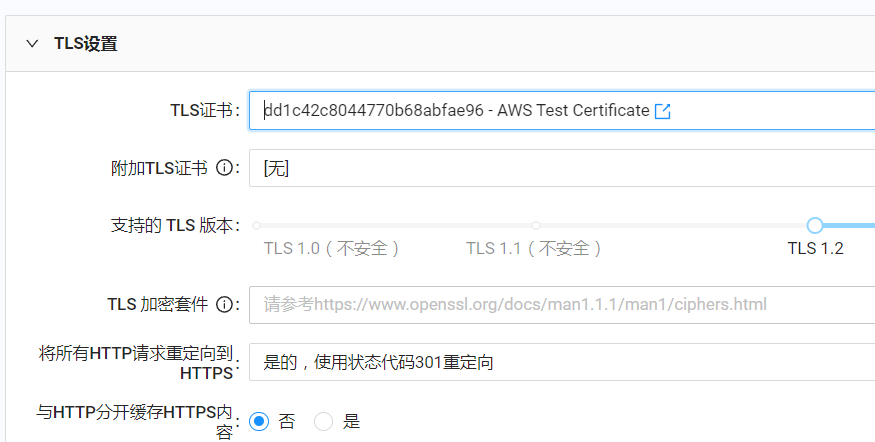 TLS设置
TLS证书: dd1c42c8044770b68abfae96 - AWS Test Certificate
附加TLS证书 : [无]
支持的 TLS 版本:
TLS 1.0（不安全） TLS 1.1（不安全） TLS 1.2
TLS 加密套件 : 请参考https://www.openssl.org/docs/man1.1.1/man1/ciphers.html
将所有HTTP请求重定向到
HTTPS: 是的，使用状态代码301重定向
与HTTP分开缓存HTTPS内
容: 否 是